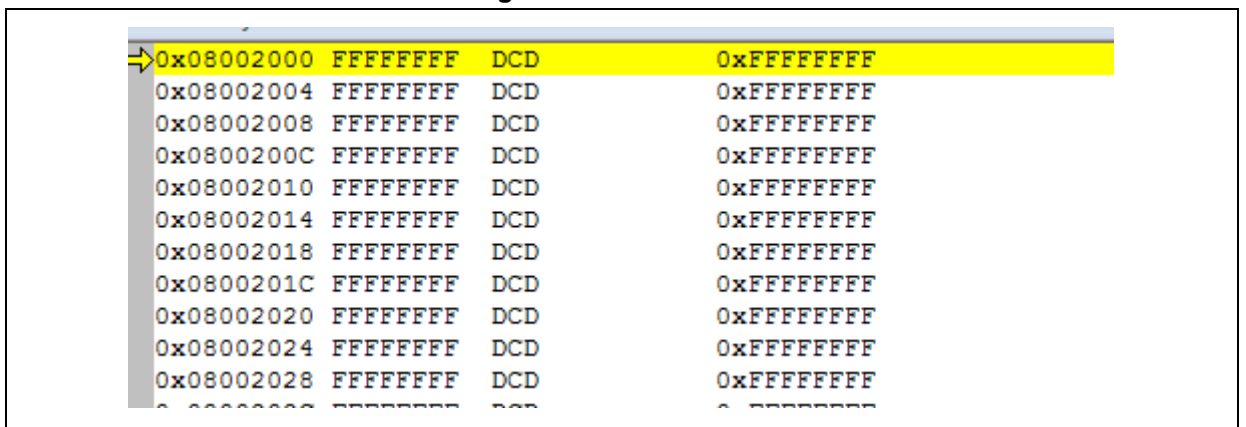 0x08002000 FFFFFFFF DCD 0xFFFFFFFF
0x08002004 FFFFFFFF DCD 0xFFFFFFFF
0x08002008 FFFFFFFF DCD 0xFFFFFFFF
0x0800200C FFFFFFFF DCD 0xFFFFFFFF
0x08002010 FFFFFFFF DCD 0xFFFFFFFF
0x08002014 FFFFFFFF DCD 0xFFFFFFFF
0x08002018 FFFFFFFF DCD 0xFFFFFFFF
0x0800201C FFFFFFFF DCD 0xFFFFFFFF
0x08002020 FFFFFFFF DCD 0xFFFFFFFF
0x08002024 FFFFFFFF DCD 0xFFFFFFFF
0x08002028 FFFFFFFF DCD 0xFFFFFFFF